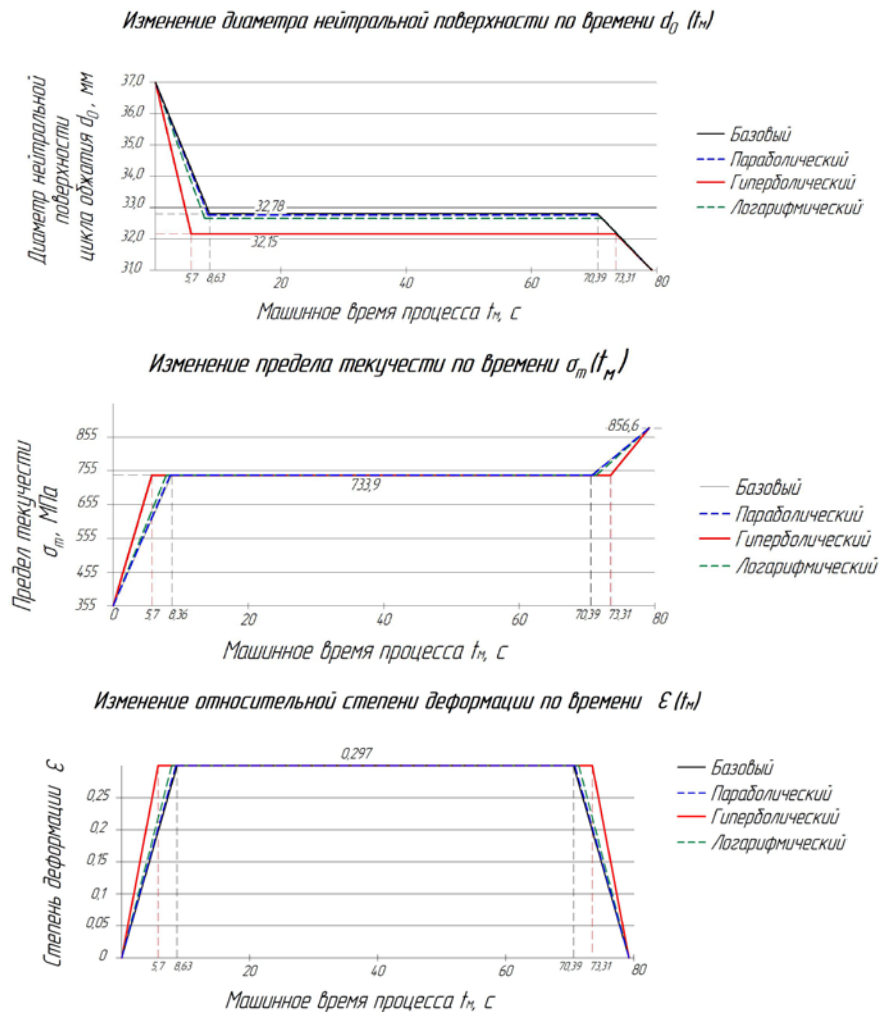 Изменение диаметра нейтральной поверхности по времени d₀ (tм)
Диаметр нейтральной
поверхности
цикла обжатия d₀, мм
37,0
36,0
35,0
34,0
33,0
32,0
31,0
32,78
32,15
5,7
8,63
20
40
60
70,39
73,31
80
Машинное время процесса tм, с
Базовый
Параболический
Гиперболический
Логарифмический
Изменение предела текучести по времени σт(tм)
Предел текучести
σт, МПа
855
755
655
555
455
355
856,6
733,9
0
5,7
8,36
20
40
60
70,39
73,31
80
Машинное время процесса tм, с
Базовый
Параболический
Гиперболический
Логарифмический
Изменение относительной степени деформации по времени ε(tм)
Степень деформации ε
0,25
0,2
0,15
0,1
0,05
0
0,297
5,7
8,63
20
40
60
70,39
73,31
80
Машинное время процесса tм, с
Базовый
Параболический
Гиперболический
Логарифмический